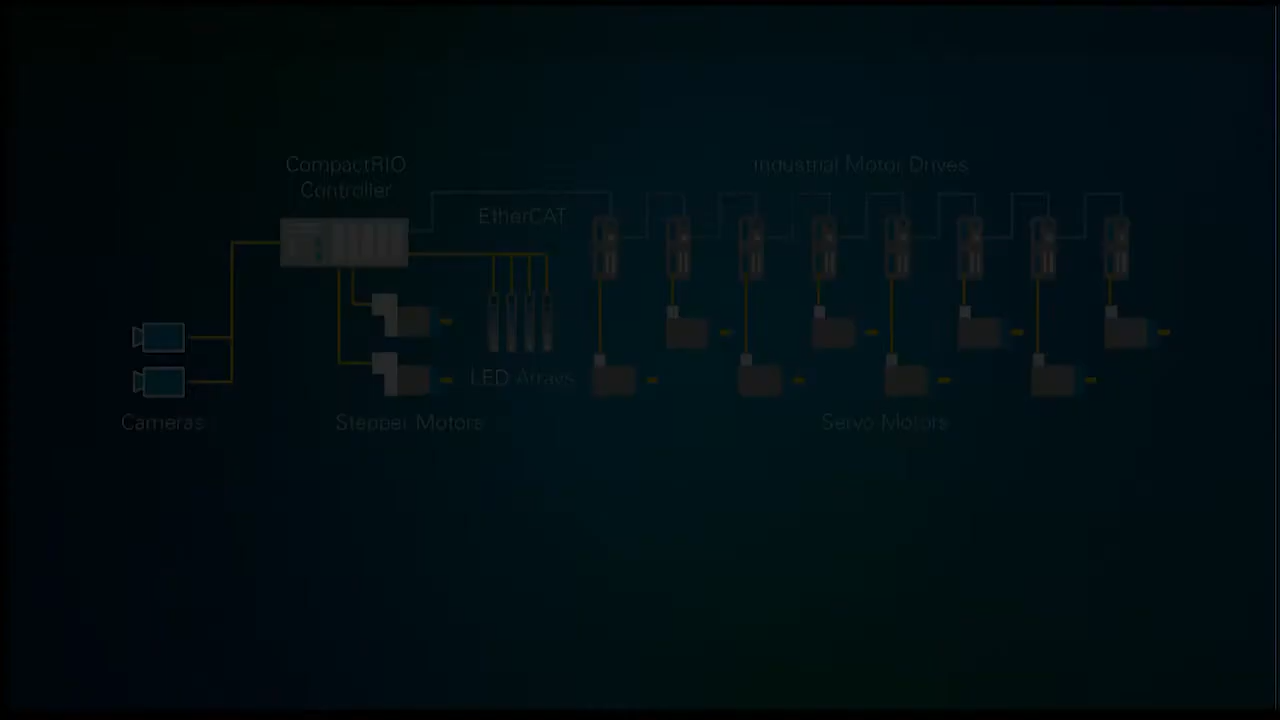 CompactRIO
Controller
Industrial Motor Drives
EtherCAT
LED Arrays
Cameras
Stepper Motors
Servo Motors